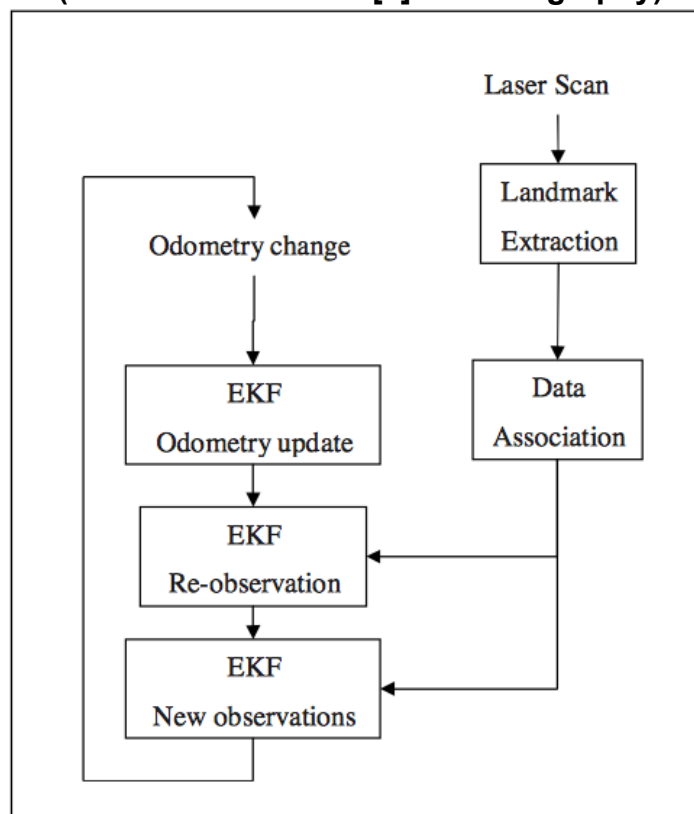 Laser Scan
Landmark
Extraction
Odometry change
EKF
Odometry update
Data
Association
EKF
Re-observation
EKF
New observations